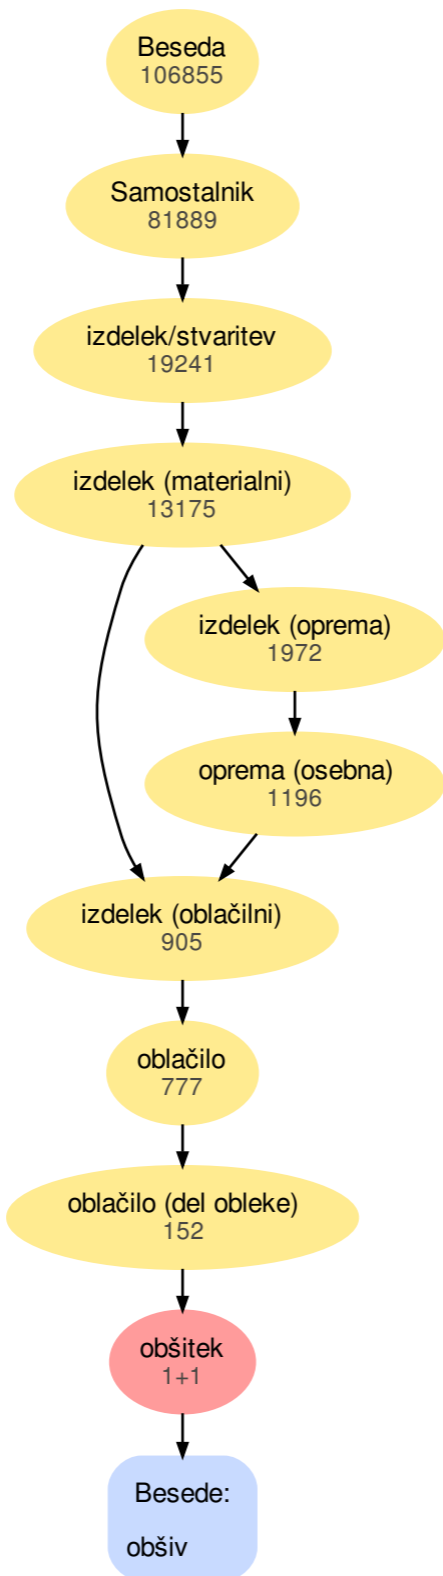 Beseda
106855
Samostalnik
81889
izdelek/stvaritev
19241
izdelek (materialni)
13175
izdelek (oprema)
1972
oprema (osebna)
1196
izdelek (oblačilni)
905
oblačilo
777
oblačilo (del obleke)
152
obšitek
1+1
Besede:
obšiv